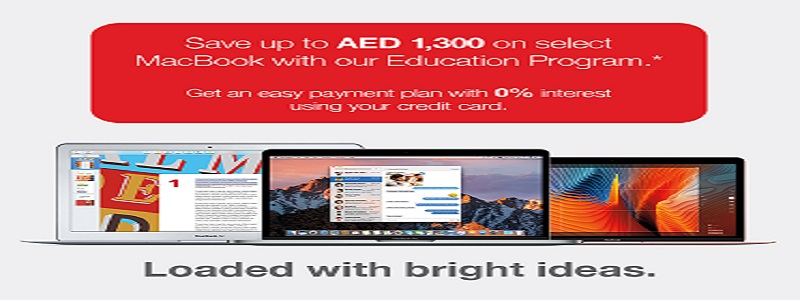 Save up to AED 1,300 on select
MacBook with our Education Program.*
Get an easy payment plan with 0% interest
using your credit card.
1
Loaded with bright ideas.